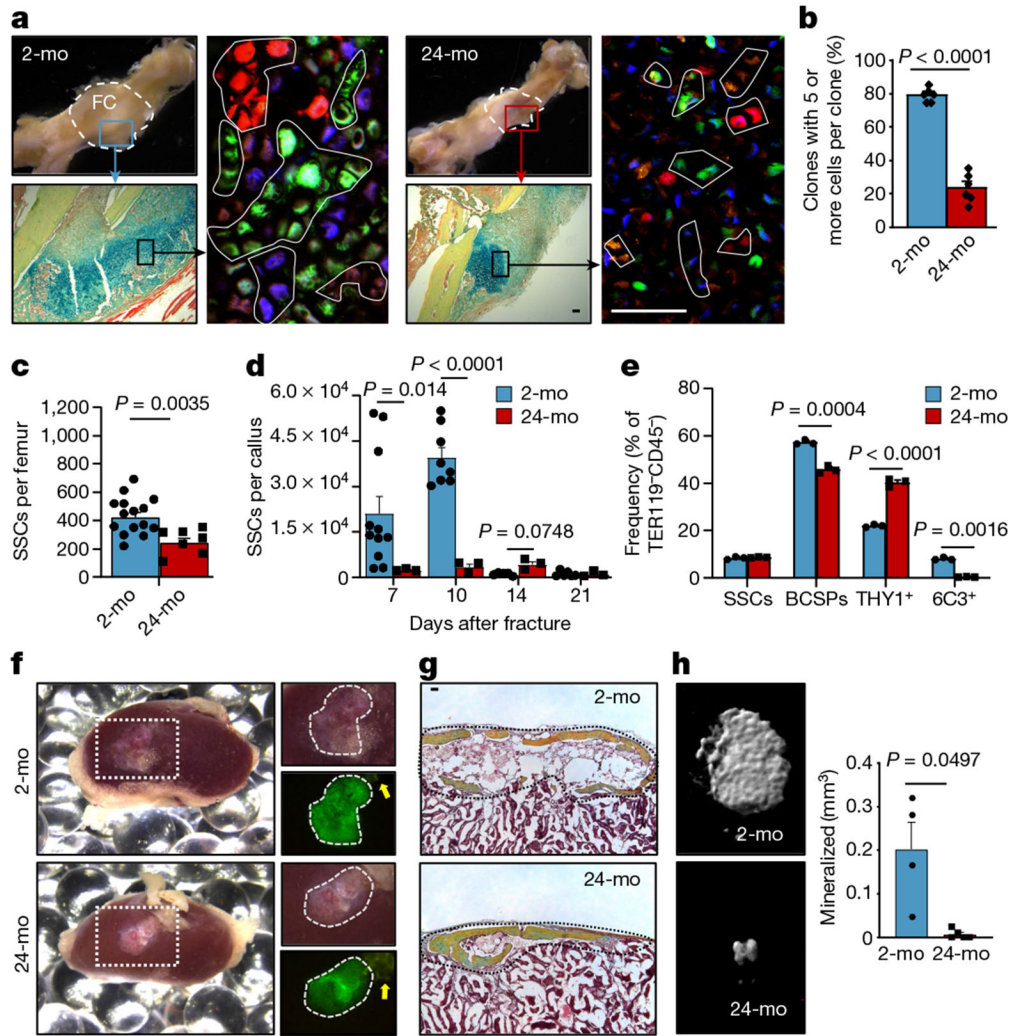 a
2-mo
FC
24-mo
b
Clones with 5 or
more cells per clone (%)
100
80
60
40
20
0
P < 0.0001
2-mo
24-mo
c
SSCs per femur
1,200
1,000
800
600
400
200
0
P = 0.0035
2-mo
24-mo
d
SSCs per callus
6.0 × 10⁴
4.5 × 10⁴
3.0 × 10⁴
1.5 × 10⁴
0
P < 0.0001
P = 0.014
P = 0.0748
2-mo
24-mo
7 10 14 21
Days after fracture
e
Frequency (% of
TER119⁻CD45⁻)
80
60
40
20
0
2-mo
24-mo
P = 0.0004
P < 0.0001
P = 0.0016
SSCs BCSPs THY1⁺ 6C3⁺
f
2-mo
24-mo
g
2-mo
24-mo
h
2-mo
24-mo
Mineralized (mm³)
0.4
0.3
0.2
0.1
0
P = 0.0497
2-mo 24-mo